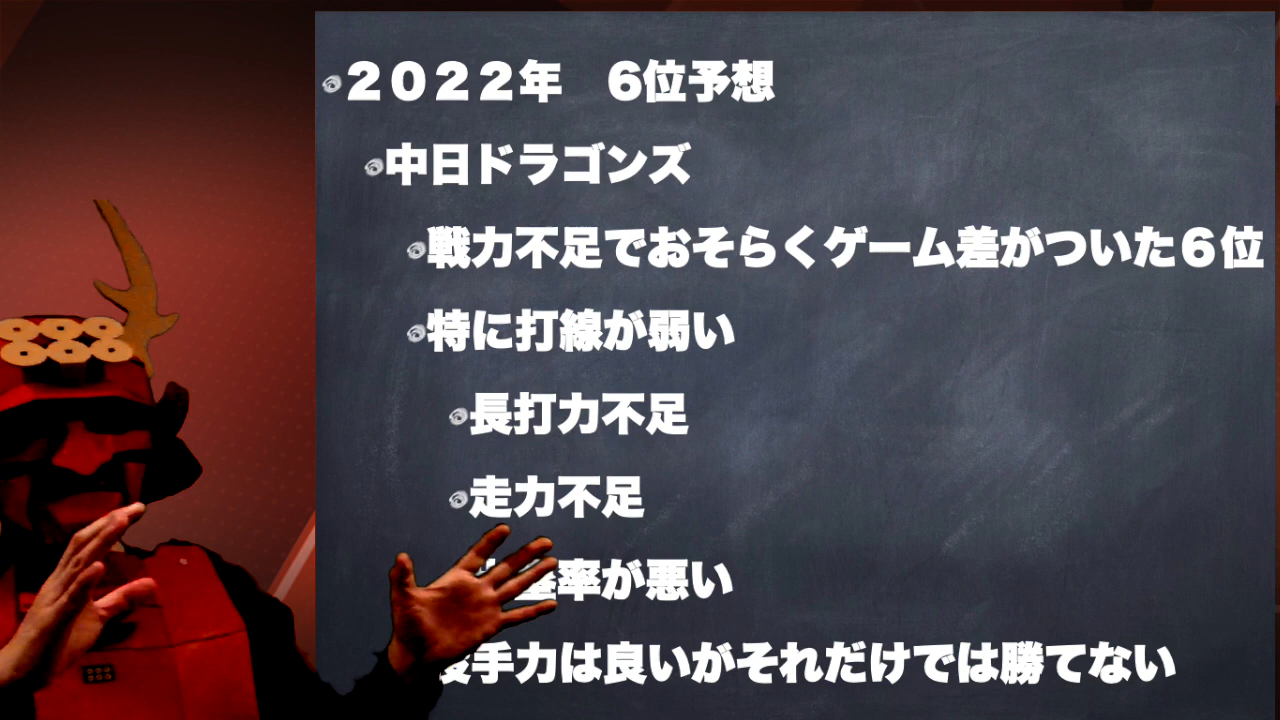 ２０２２年　6位予想
中日ドラゴンズ
戦力不足でおそらくゲーム差がついた６位
特に打線が弱い
長打力不足
走力不足
塁率が悪い
投手力は良いがそれだけでは勝てない